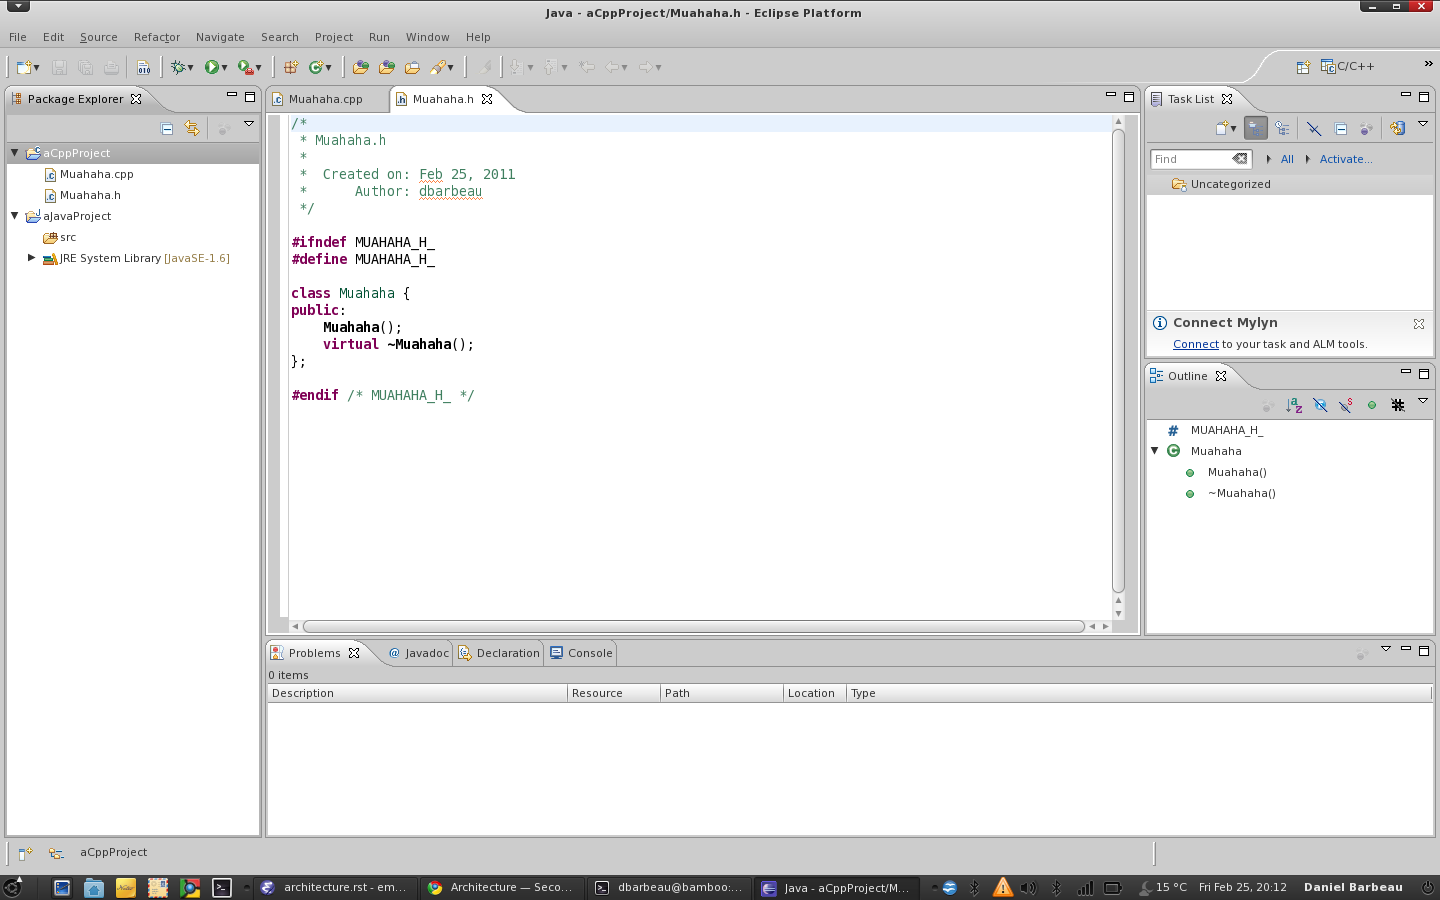 Java - aCppProject/Muahaha.h - Eclipse Platform
File Edit Source Refactor Navigate Search Project Run Window Help
010
C/C++ »
Package Explorer
aCppProject
Muahaha.cpp
Muahaha.h
aJavaProject
src
JRE System Library [JavaSE-1.6]
Muahaha.cpp Muahaha.h
/*
* Muahaha.h
*
* Created on: Feb 25, 2011
* Author: dbarbeau
*/
#ifndef MUAHAHA_H_
#define MUAHAHA_H_
class Muahaha {
public:
Muahaha();
virtual ~Muahaha();
};
#endif /* MUAHAHA_H_ */
Task List
Find All Activate...
Uncategorized
Connect Mylyn
Connect to your task and ALM tools.
Outline
# MUAHAHA_H_
C Muahaha
Muahaha()
~Muahaha()
Problems @ Javadoc Declaration Console
0 items
Description Resource Path Location Type
aCppProject
architecture.rst - em... Architecture — Seco... dbarbeau@bamboo:... Java - aCppProject/M... 15 °C Fri Feb 25, 20:12 Daniel Barbeau